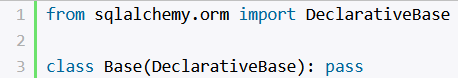 1 from sqlalchemy.orm import DeclarativeBase
2
3 class Base(DeclarativeBase): pass